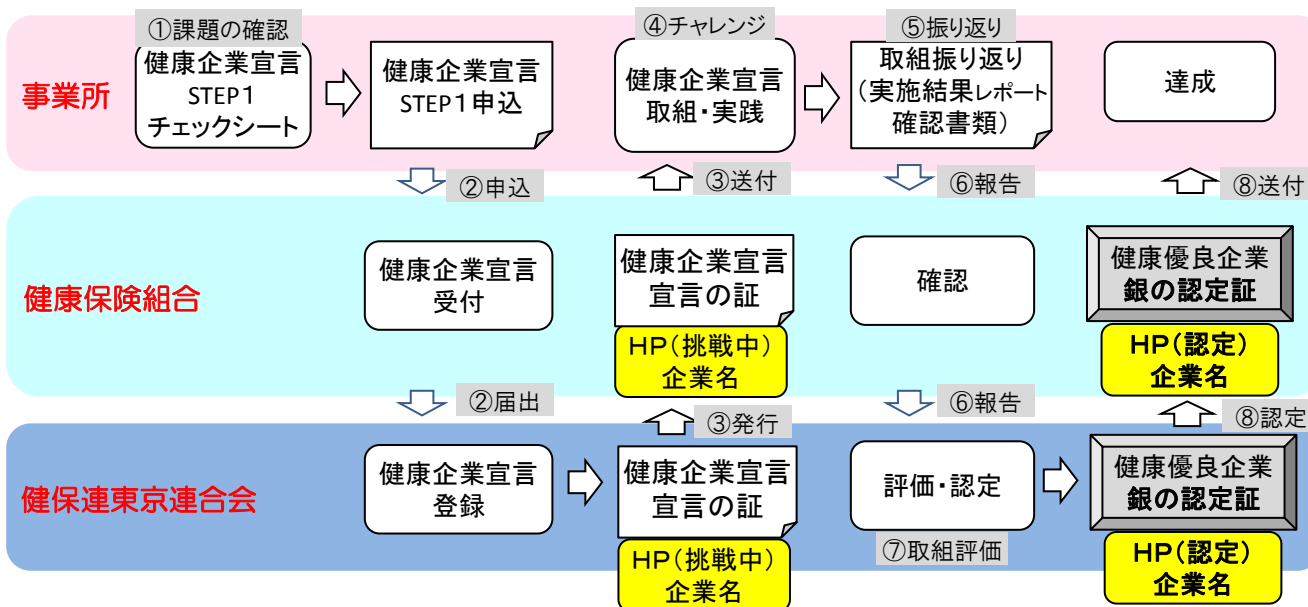 ①課題の確認
健康企業宣言
STEP1
チェックシート
健康企業宣言
STEP1申込
④チャレンジ
健康企業宣言
取組・実践
⑤振り返り
取組振り返り
(実施結果レポート
確認書類)
達成
事業所
②申込
③送付
⑥報告
⑧送付
健康保険組合
健康企業宣言
受付
健康企業宣言
宣言の証
HP(挑戦中)
企業名
確認
健康優良企業
銀の認定証
HP(認定)
企業名
②届出
③発行
⑥報告
⑧認定
健保連東京連合会
健康企業宣言
登録
健康企業宣言
宣言の証
HP(挑戦中)
企業名
評価・認定
⑦取組評価
健康優良企業
銀の認定証
HP(認定)
企業名